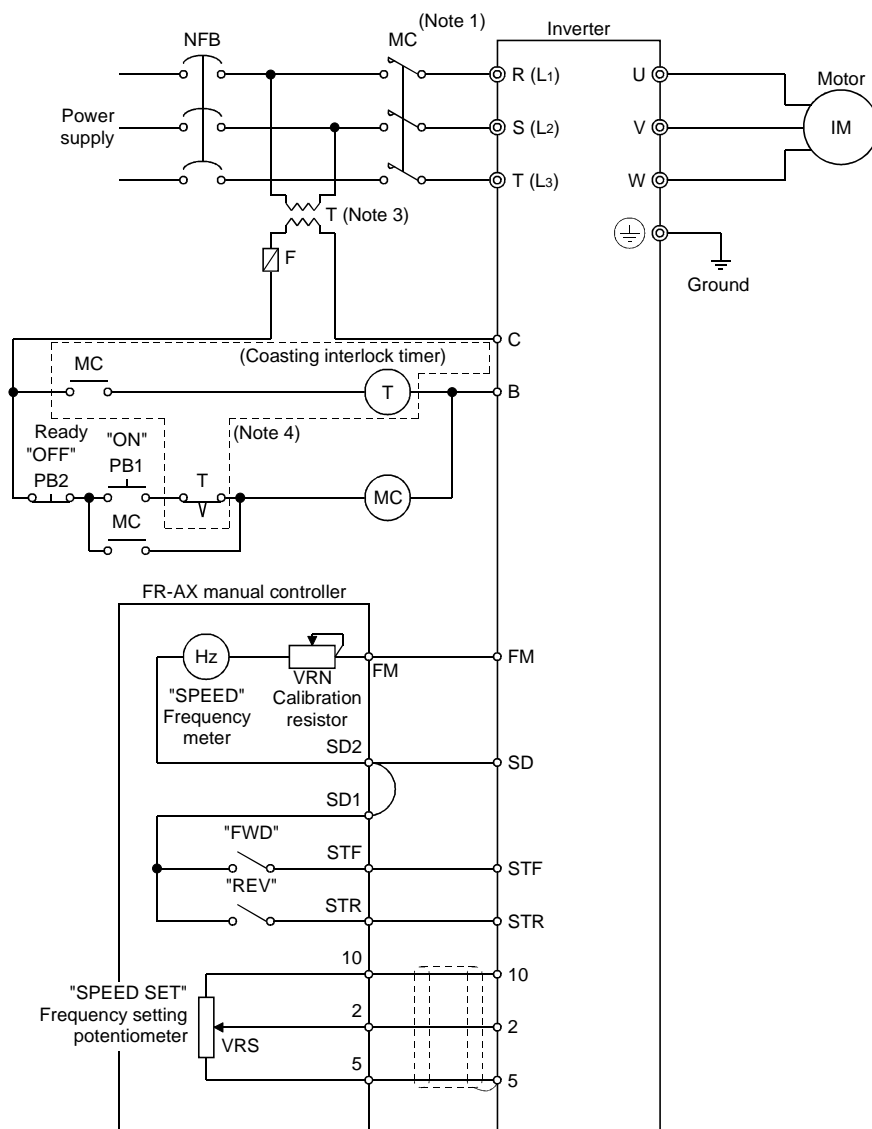 (Note 1)
NFB
MC
Inverter
R (L1)
U
Motor
Power
supply
S (L2)
V
IM
T (L3)
W
T (Note 3)
F
Ground
C
(Coasting interlock timer)
MC
T
B
Ready
"OFF"
PB2
"ON"
PB1
(Note 4)
T
MC
MC
FR-AX manual controller
Hz
VRN
Calibration
resistor
FM
FM
"SPEED"
Frequency
meter
SD2
SD
SD1
"FWD"
STF
STF
"REV"
STR
STR
10
10
"SPEED SET"
Frequency setting
potentiometer
2
2
VRS
5
5